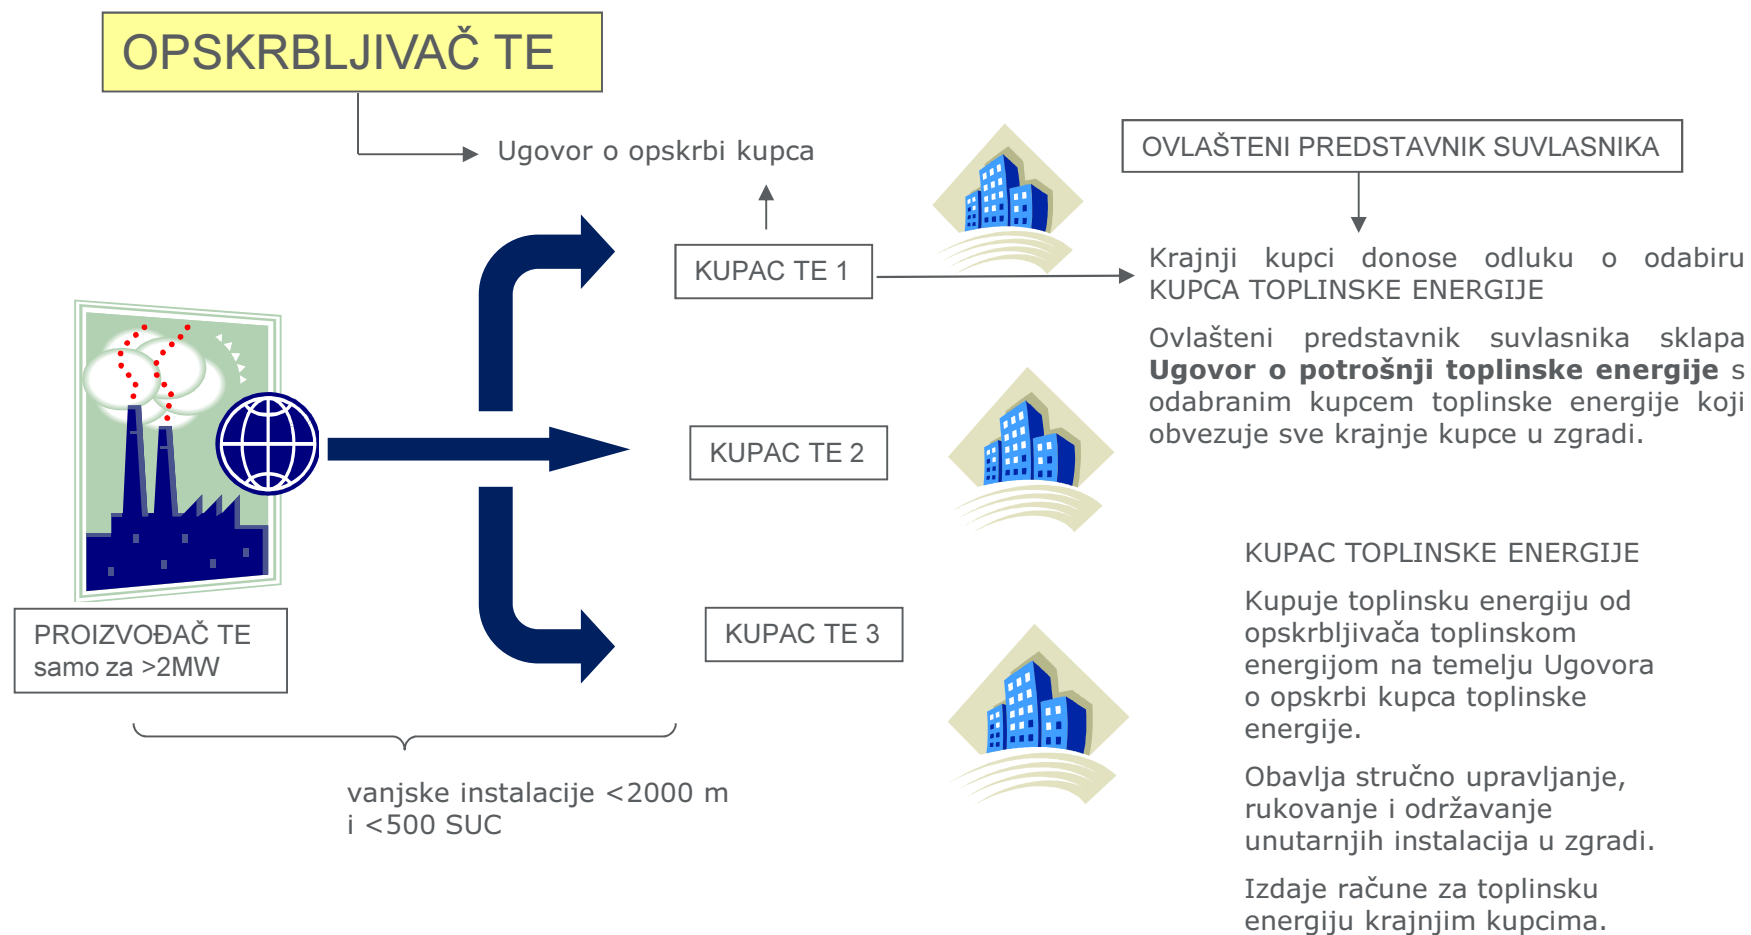 OPSKRBLJIVAČ TE
Ugovor o opskrbi kupca
OVLAŠTENI PREDSTAVNIK SUVLASNIKA
KUPAC TE 1
Krajnji kupci donose odluku o odabiru
KUPCA TOPLINSKE ENERGIJE
Ovlašteni predstavnik suvlasnika sklapa
Ugovor o potrošnji toplinske energije s
odabranim kupcem toplinske energije koji
obvezuje sve krajnje kupce u zgradi.
KUPAC TE 2
KUPAC TE 3
PROIZVOĐAČ TE
samo za >2MW
vanjske instalacije <2000 m
i <500 SUC
KUPAC TOPLINSKE ENERGIJE
Kupuje toplinsku energiju od
opskrbljivača toplinskom
energijom na temelju Ugovora
o opskrbi kupca toplinske
energije.
Obavlja stručno upravljanje,
rukovanje i održavanje
unutarnjih instalacija u zgradi.
Izdaje račune za toplinsku
energiju krajnjim kupcima.